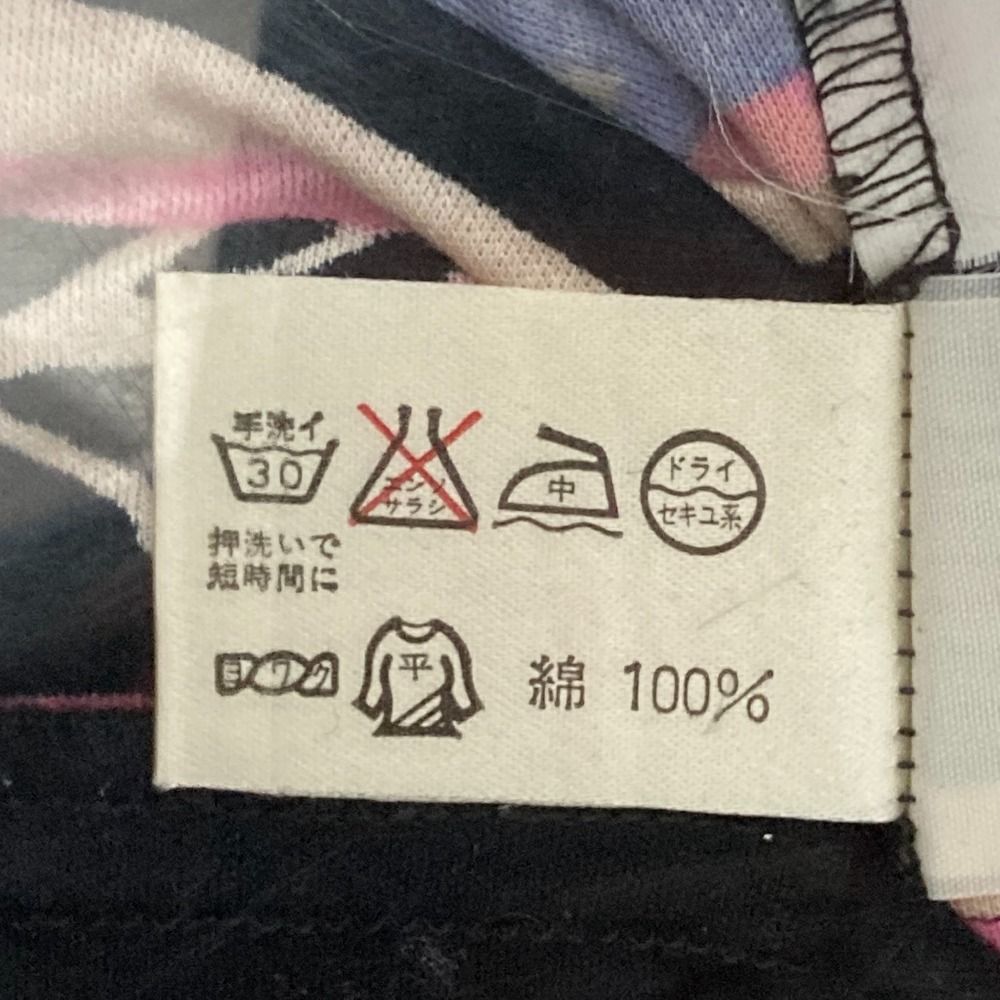 手洗イ
30
押洗いで
短時間に
エンソ
サラシ
中
ドライ
セキユ系
ヨワク
平
綿 100%